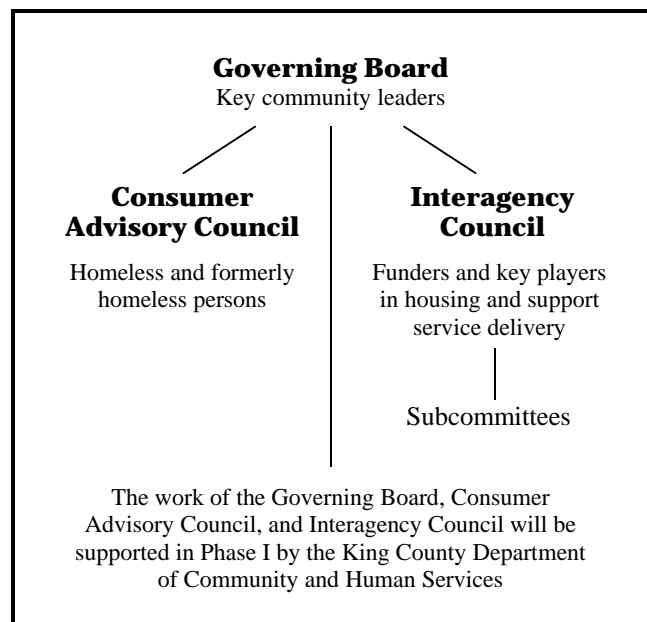 Governing Board
Key community leaders
Consumer
Advisory Council
Homeless and formerly
homeless persons
Interagency
Council
Funders and key players
in housing and support
service delivery
Subcommittees
The work of the Governing Board, Consumer
Advisory Council, and Interagency Council will be
supported in Phase I by the King County Department
of Community and Human Services